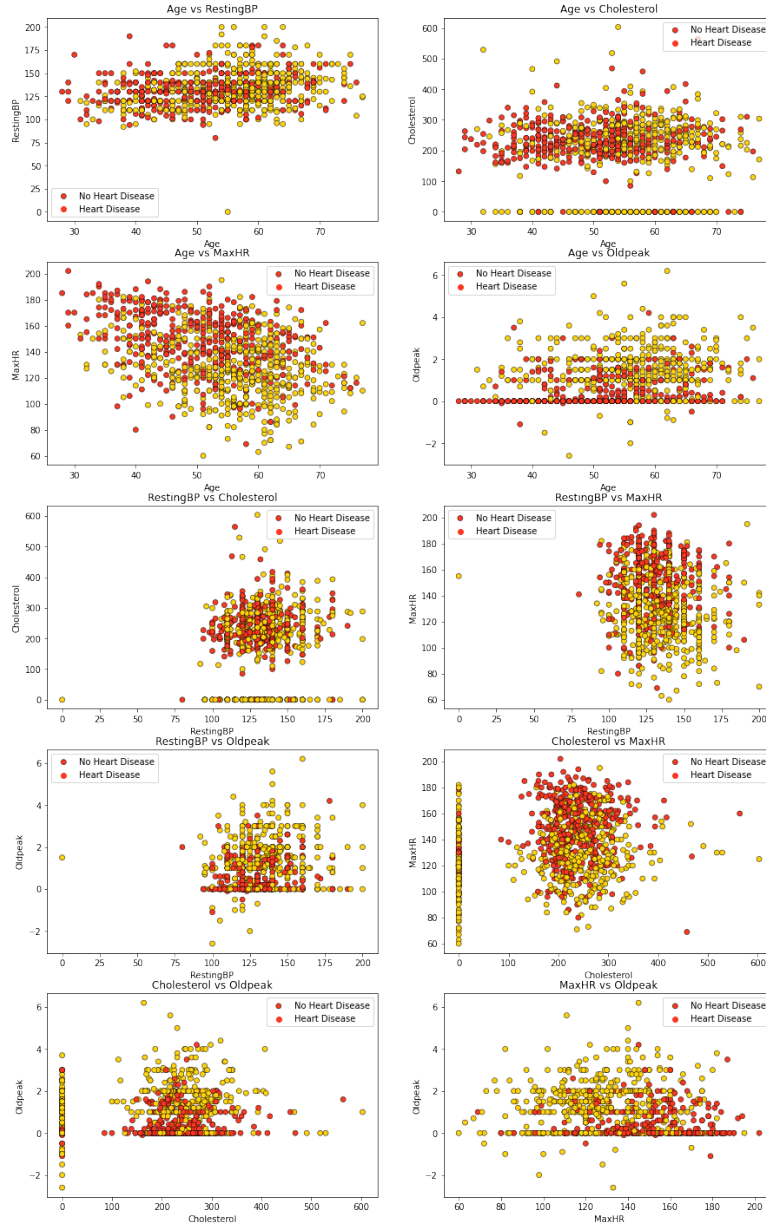 Age vs RestingBP
RestingBP
200
175
150
125
100
75
50
25
0
No Heart Disease
Heart Disease
30 40 50 60 70
Age
Age vs Cholesterol
Cholesterol
600
500
400
300
200
100
0
No Heart Disease
Heart Disease
30 40 50 60 70
Age
Age vs MaxHR
MaxHR
200
180
160
140
120
100
80
60
No Heart Disease
Heart Disease
30 40 50 60 70
Age
Age vs Oldpeak
Oldpeak
6
4
2
0
−2
No Heart Disease
Heart Disease
30 40 50 60 70
Age
RestingBP vs Cholesterol
Cholesterol
600
500
400
300
200
100
0
No Heart Disease
Heart Disease
0 25 50 75 100 125 150 175 200
RestingBP
RestingBP vs MaxHR
MaxHR
200
180
160
140
120
100
80
60
No Heart Disease
Heart Disease
0 25 50 75 100 125 150 175 200
RestingBP
RestingBP vs Oldpeak
Oldpeak
6
4
2
0
−2
No Heart Disease
Heart Disease
0 25 50 75 100 125 150 175 200
RestingBP
Cholesterol vs MaxHR
MaxHR
200
180
160
140
120
100
80
60
No Heart Disease
Heart Disease
0 100 200 300 400 500 600
Cholesterol
Cholesterol vs Oldpeak
Oldpeak
6
4
2
0
−2
No Heart Disease
Heart Disease
0 100 200 300 400 500 600
Cholesterol
MaxHR vs Oldpeak
Oldpeak
6
4
2
0
−2
No Heart Disease
Heart Disease
60 80 100 120 140 160 180 200
MaxHR